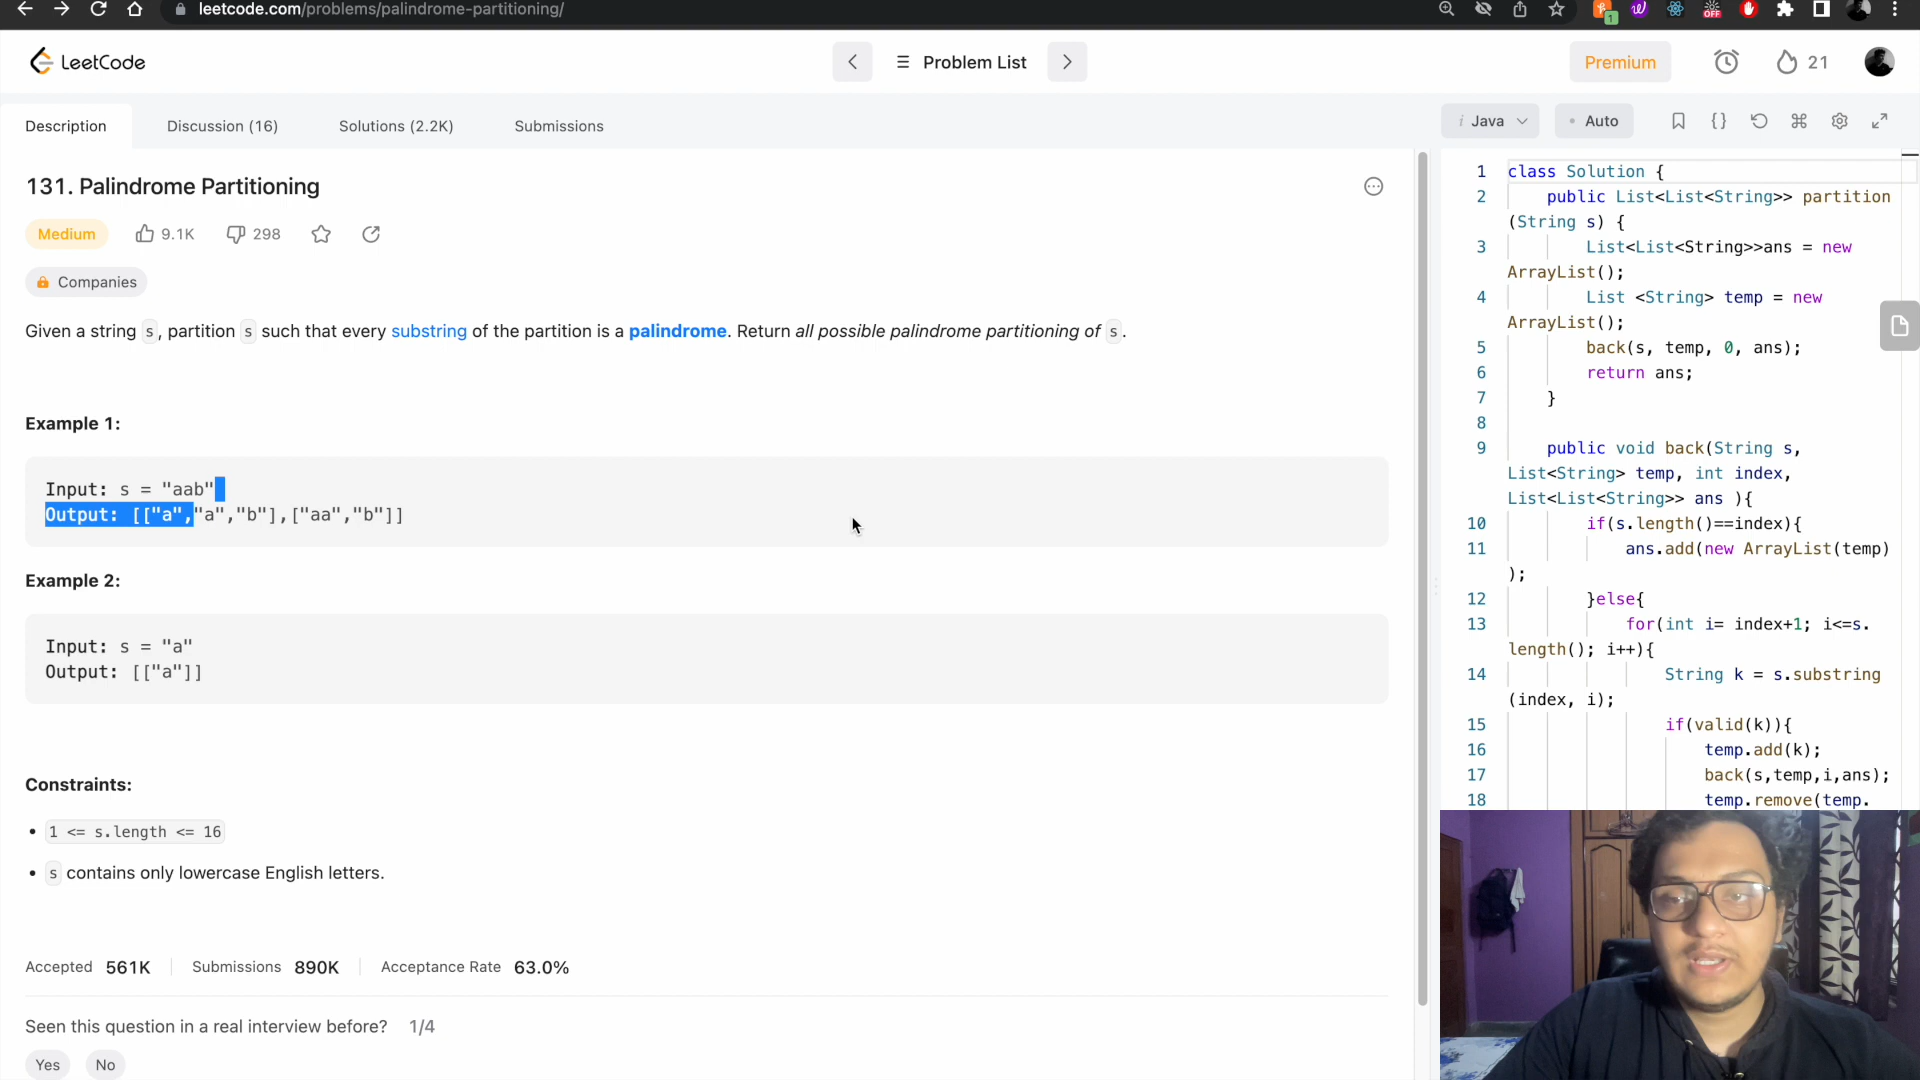 leetcode.com/problems/palindrome-partitioning/
1
OFF
LeetCode
Problem List
Premium
21
Description
Discussion (16)
Solutions (2.2K)
Submissions
i Java
• Auto
131. Palindrome Partitioning
Medium
9.1K
298
Companies
Given a string s, partition s such that every substring of the partition is a palindrome. Return all possible palindrome partitioning of s.
Example 1:
Input: s = "aab"
Output: [["a","a","b"],["aa","b"]]
Example 2:
Input: s = "a"
Output: [["a"]]
Constraints:
• 1 <= s.length <= 16
• s contains only lowercase English letters.
Accepted 561K
Submissions 890K
Acceptance Rate 63.0%
Seen this question in a real interview before? 1/4
Yes
No
1 class Solution {
2 public List<List<String>> partition
(String s) {
3 List<List<String>>ans = new
ArrayList();
4 List <String> temp = new
ArrayList();
5 back(s, temp, 0, ans);
6 return ans;
7 }
8
9 public void back(String s,
List<String> temp, int index,
List<List<String>> ans ){
10 if(s.length()==index){
11 ans.add(new ArrayList(temp)
);
12 }else{
13 for(int i= index+1; i<=s.
length(); i++){
14 String k = s.substring
(index, i);
15 if(valid(k)){
16 temp.add(k);
17 back(s,temp,i,ans);
18 temp.remove(temp.